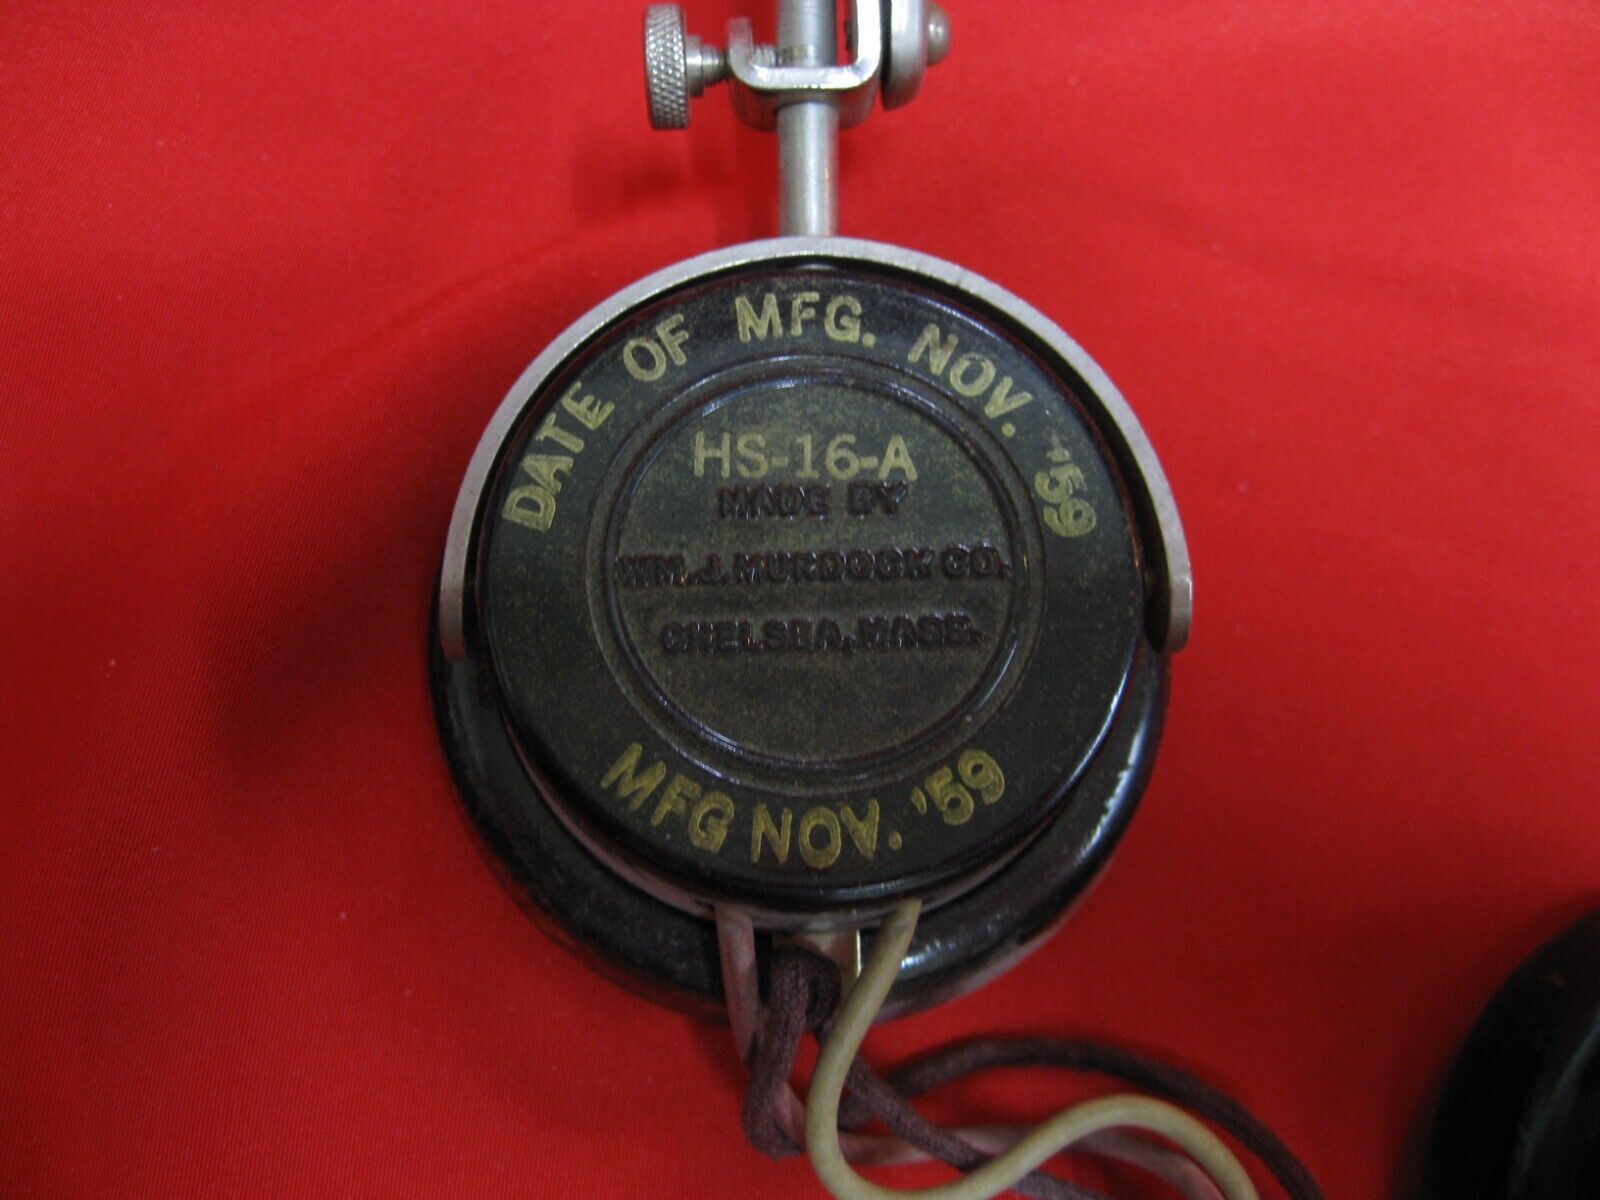 DATE OF MFG. NOV. '59
HS-16-A
MADE BY
WM. J. MURDOCK CO.
CHELSEA, MASS.
MFG NOV. '59